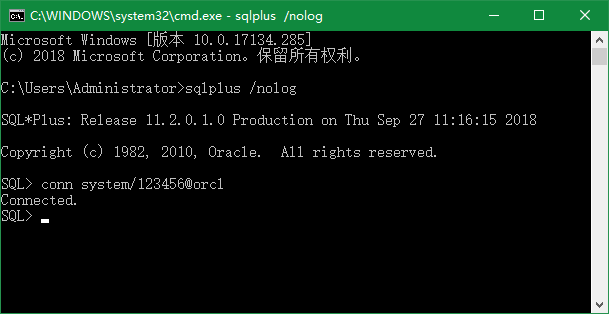 C:\WINDOWS\system32\cmd.exe - sqlplus  /nolog
Microsoft Windows [版本 10.0.17134.285]
(c) 2018 Microsoft Corporation。保留所有权利。
C:\Users\Administrator>sqlplus /nolog
SQL*Plus: Release 11.2.0.1.0 Production on Thu Sep 27 11:16:15 2018
Copyright (c) 1982, 2010, Oracle.  All rights reserved.
SQL> conn system/123456@orcl
Connected.
SQL>